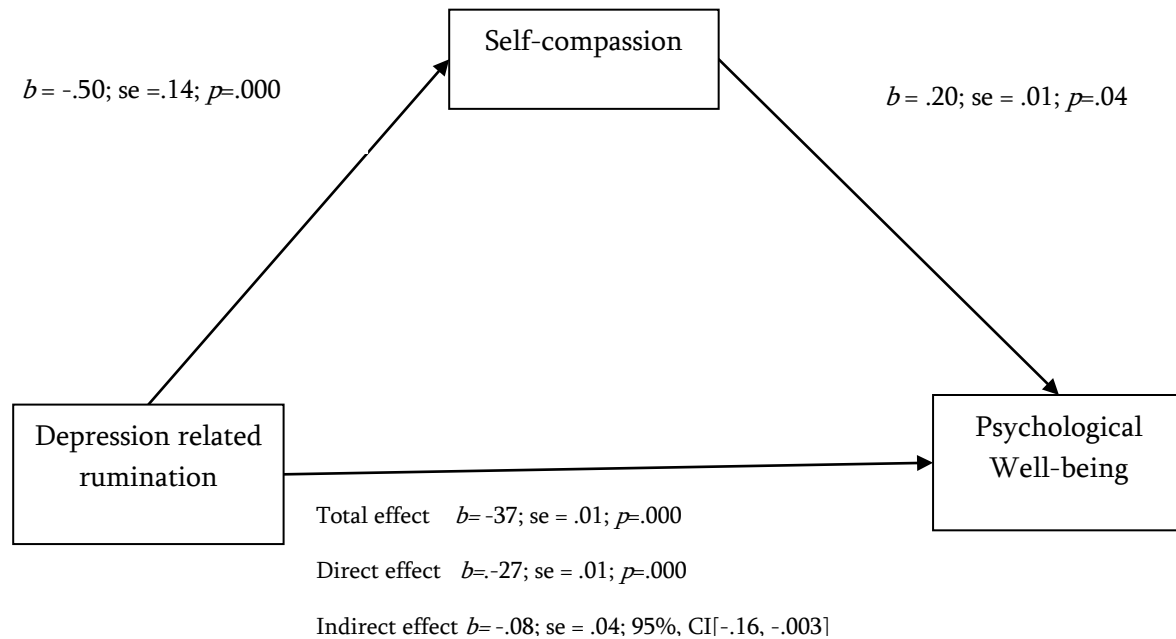 Self-compassion
b = -.50; se =.14; p=.000
b = .20; se = .01; p=.04
Depression related
rumination
Psychological
Well-being
Total effect b= -37; se = .01; p=.000
Direct effect b=.-27; se = .01; p=.000
Indirect effect b= -.08; se = .04; 95%, CI[-.16, -.003]